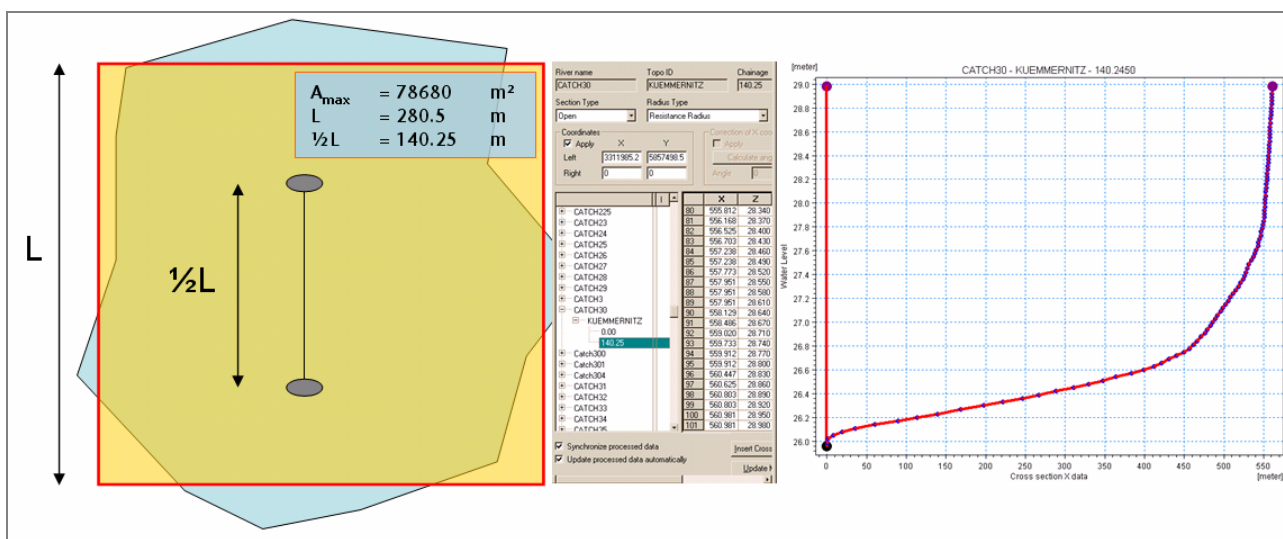 L
½L
Amax = 78680 m²
L = 280.5 m
½L = 140.25 m
River name Topo ID Chainage
CATCH30 KUEMMERNITZ 140.25
Section Type Radius Type
Open Resistance Radius
Coordinates Correction of X coo
Apply X Y Apply
Left 3311985.2 5857498.5 Calculate ang
Right 0 0 Angle 0
CATCH225
CATCH23
CATCH24
CATCH25
CATCH26
CATCH27
CATCH28
CATCH29
CATCH3
CATCH30
KUEMMERNITZ
0.00
140.25
Catch300
Catch301
Catch304
CATCH31
CATCH32
CATCH33
CATCH34
CATCH35
X Z
80 555.812 28.340
81 556.168 28.370
82 556.525 28.400
83 556.703 28.430
84 557.238 28.460
85 557.238 28.490
86 557.773 28.520
87 557.951 28.550
88 557.951 28.580
89 557.951 28.610
90 558.129 28.640
91 558.486 28.670
92 559.020 28.710
93 559.733 28.740
94 559.912 28.770
95 559.912 28.800
96 560.447 28.830
97 560.625 28.860
98 560.803 28.890
99 560.803 28.920
100 560.981 28.950
101 560.981 28.980
Synchronize processed data
Update processed data automatically
Insert Cross
Update
[meter]
CATCH30 - KUEMMERNITZ - 140.2450
29.0
28.8
28.6
28.4
28.2
28.0
27.8
27.6
27.4
27.2
27.0
26.8
26.6
26.4
26.2
26.0
Water Level
0 50 100 150 200 250 300 350 400 450 500 550
Cross section X data
[meter]